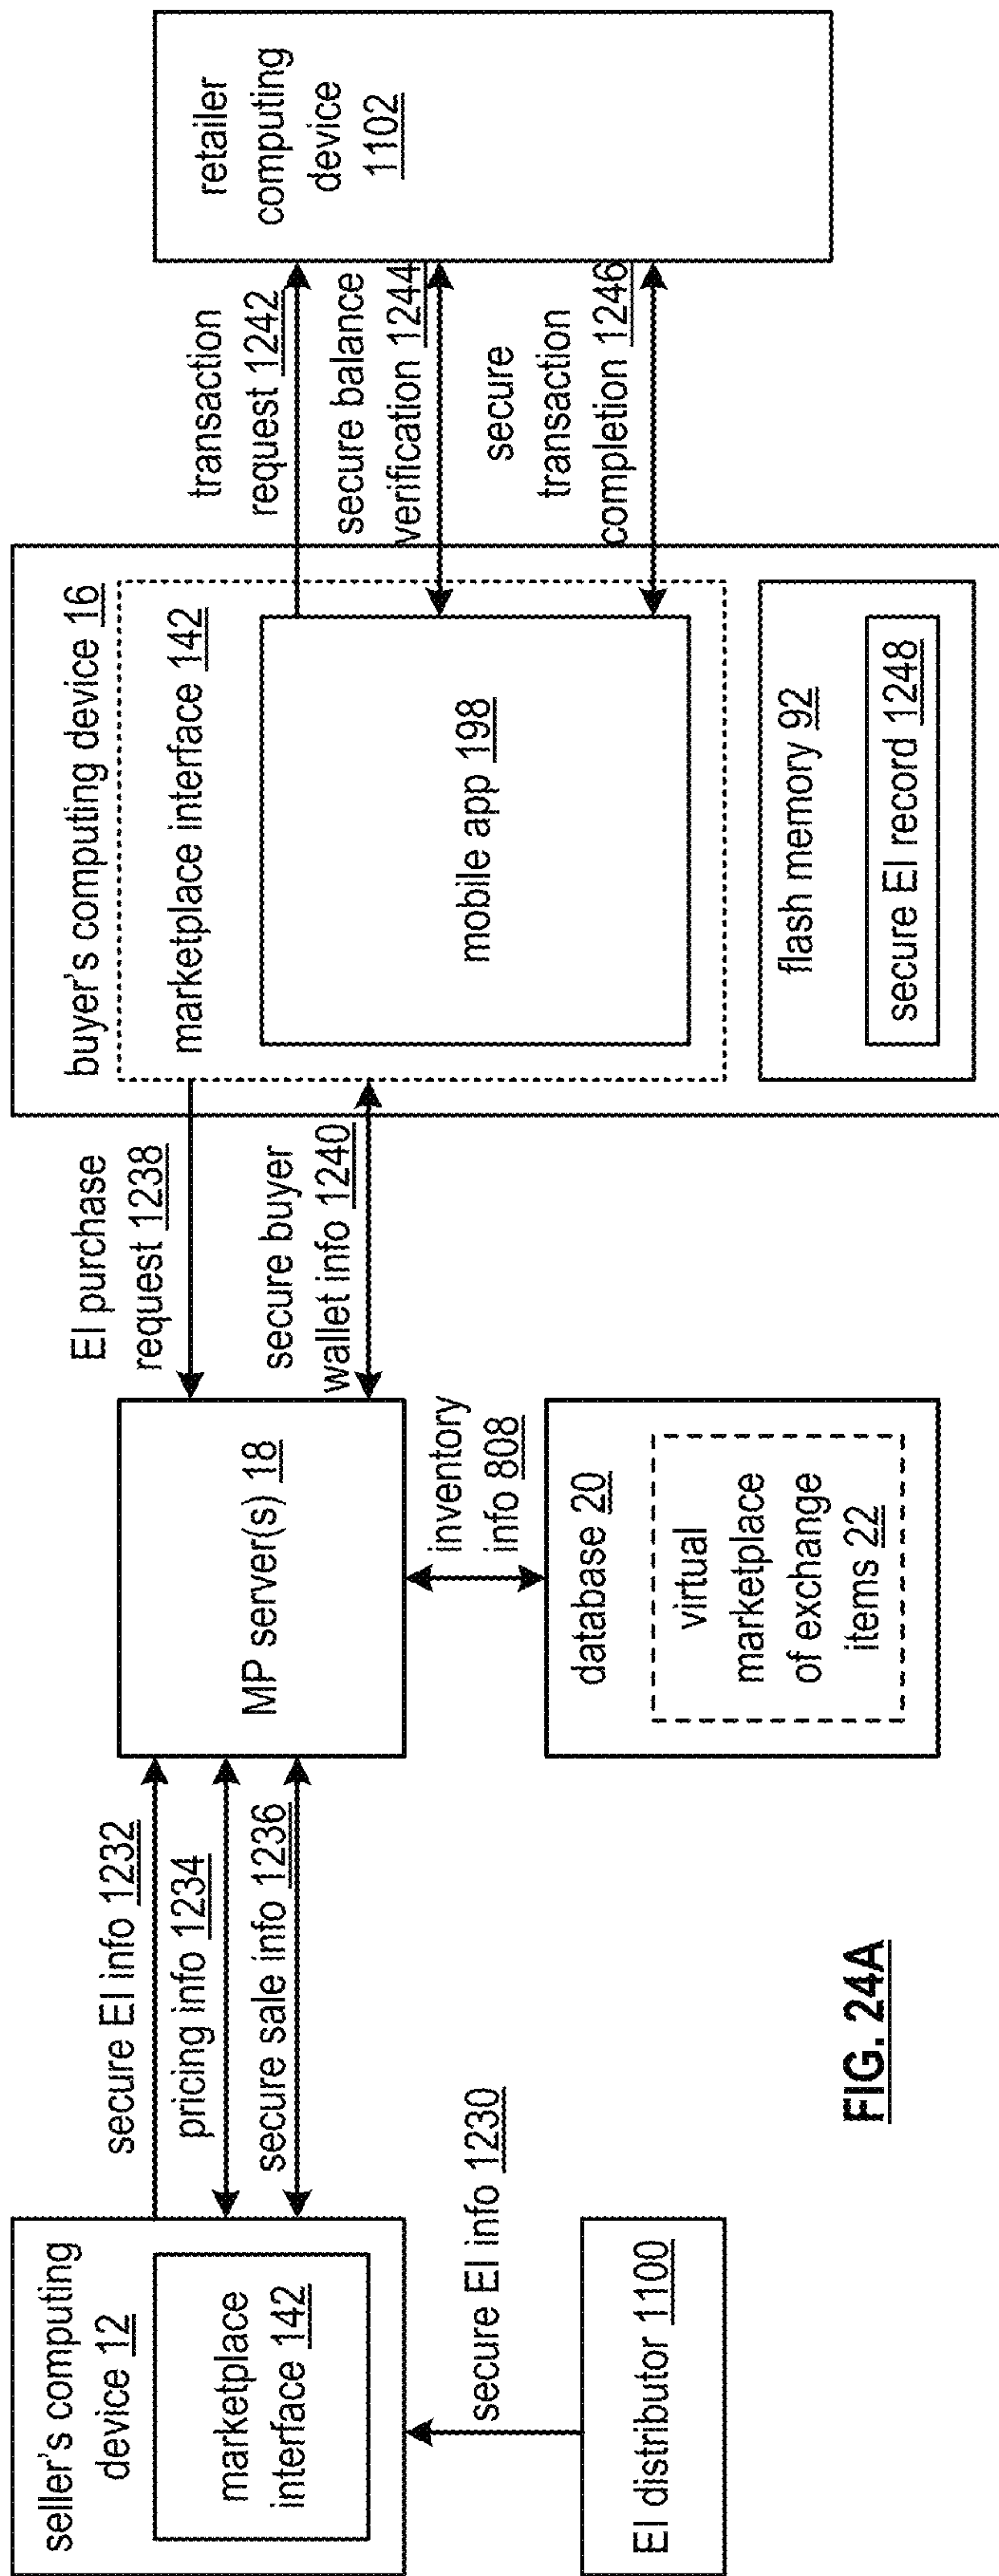 seller's computing
device 12
marketplace
interface 142
EI distributor 1100
secure EI info 1230
secure EI info 1232
pricing info 1234
secure sale info 1236
MP server(s) 18
inventory
info 808
database 20
virtual
marketplace
of exchange
items 22
EI purchase
request 1238
secure buyer
wallet info 1240
buyer's computing device 16
marketplace interface 142
mobile app 198
flash memory 92
secure EI record 1248
transaction
request 1242
secure balance
verification 1244
secure
transaction
completion 1246
retailer
computing
device
1102
FIG. 24A